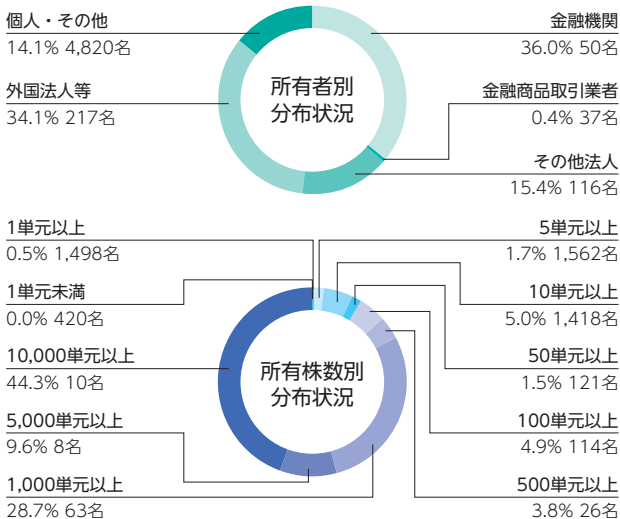 個人・その他
14.1% 4,820名
外国法人等
34.1% 217名
所有者別
分布状況
金融機関
36.0% 50名
金融商品取引業者
0.4% 37名
その他法人
15.4% 116名
1単元以上
0.5% 1,498名
1単元未満
0.0% 420名
10,000単元以上
44.3% 10名
5,000単元以上
9.6% 8名
1,000単元以上
28.7% 63名
所有株数別
分布状況
5単元以上
1.7% 1,562名
10単元以上
5.0% 1,418名
50単元以上
1.5% 121名
100単元以上
4.9% 114名
500単元以上
3.8% 26名